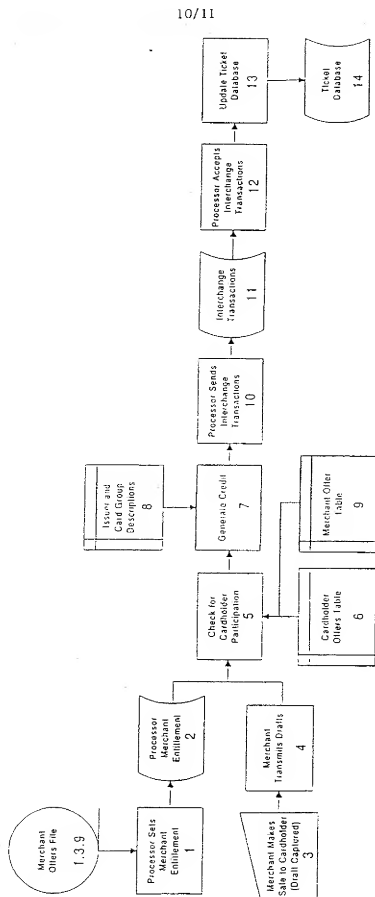 10/11
Merchant
Offers File
1.3.9
Processor Sets
Merchant
Entitlement
1
Processor
Merchant
Entitlement
2
Merchant Makes
Sale to Cardholder
(Draft Captured)
3
Merchant
Transmits Drafts
4
Check for
Cardholder
Participation
5
Cardholder
Offers Table
6
Merchant Offer
Table
9
Issuer and
Card Group
Descriptions
8
Generate Credit
7
Processor Sends
Interchange
Transactions
10
Interchange
Transactions
11
Processor Accepts
Interchange
Transactions
12
Update Ticket
Database
13
Ticket
Database
14